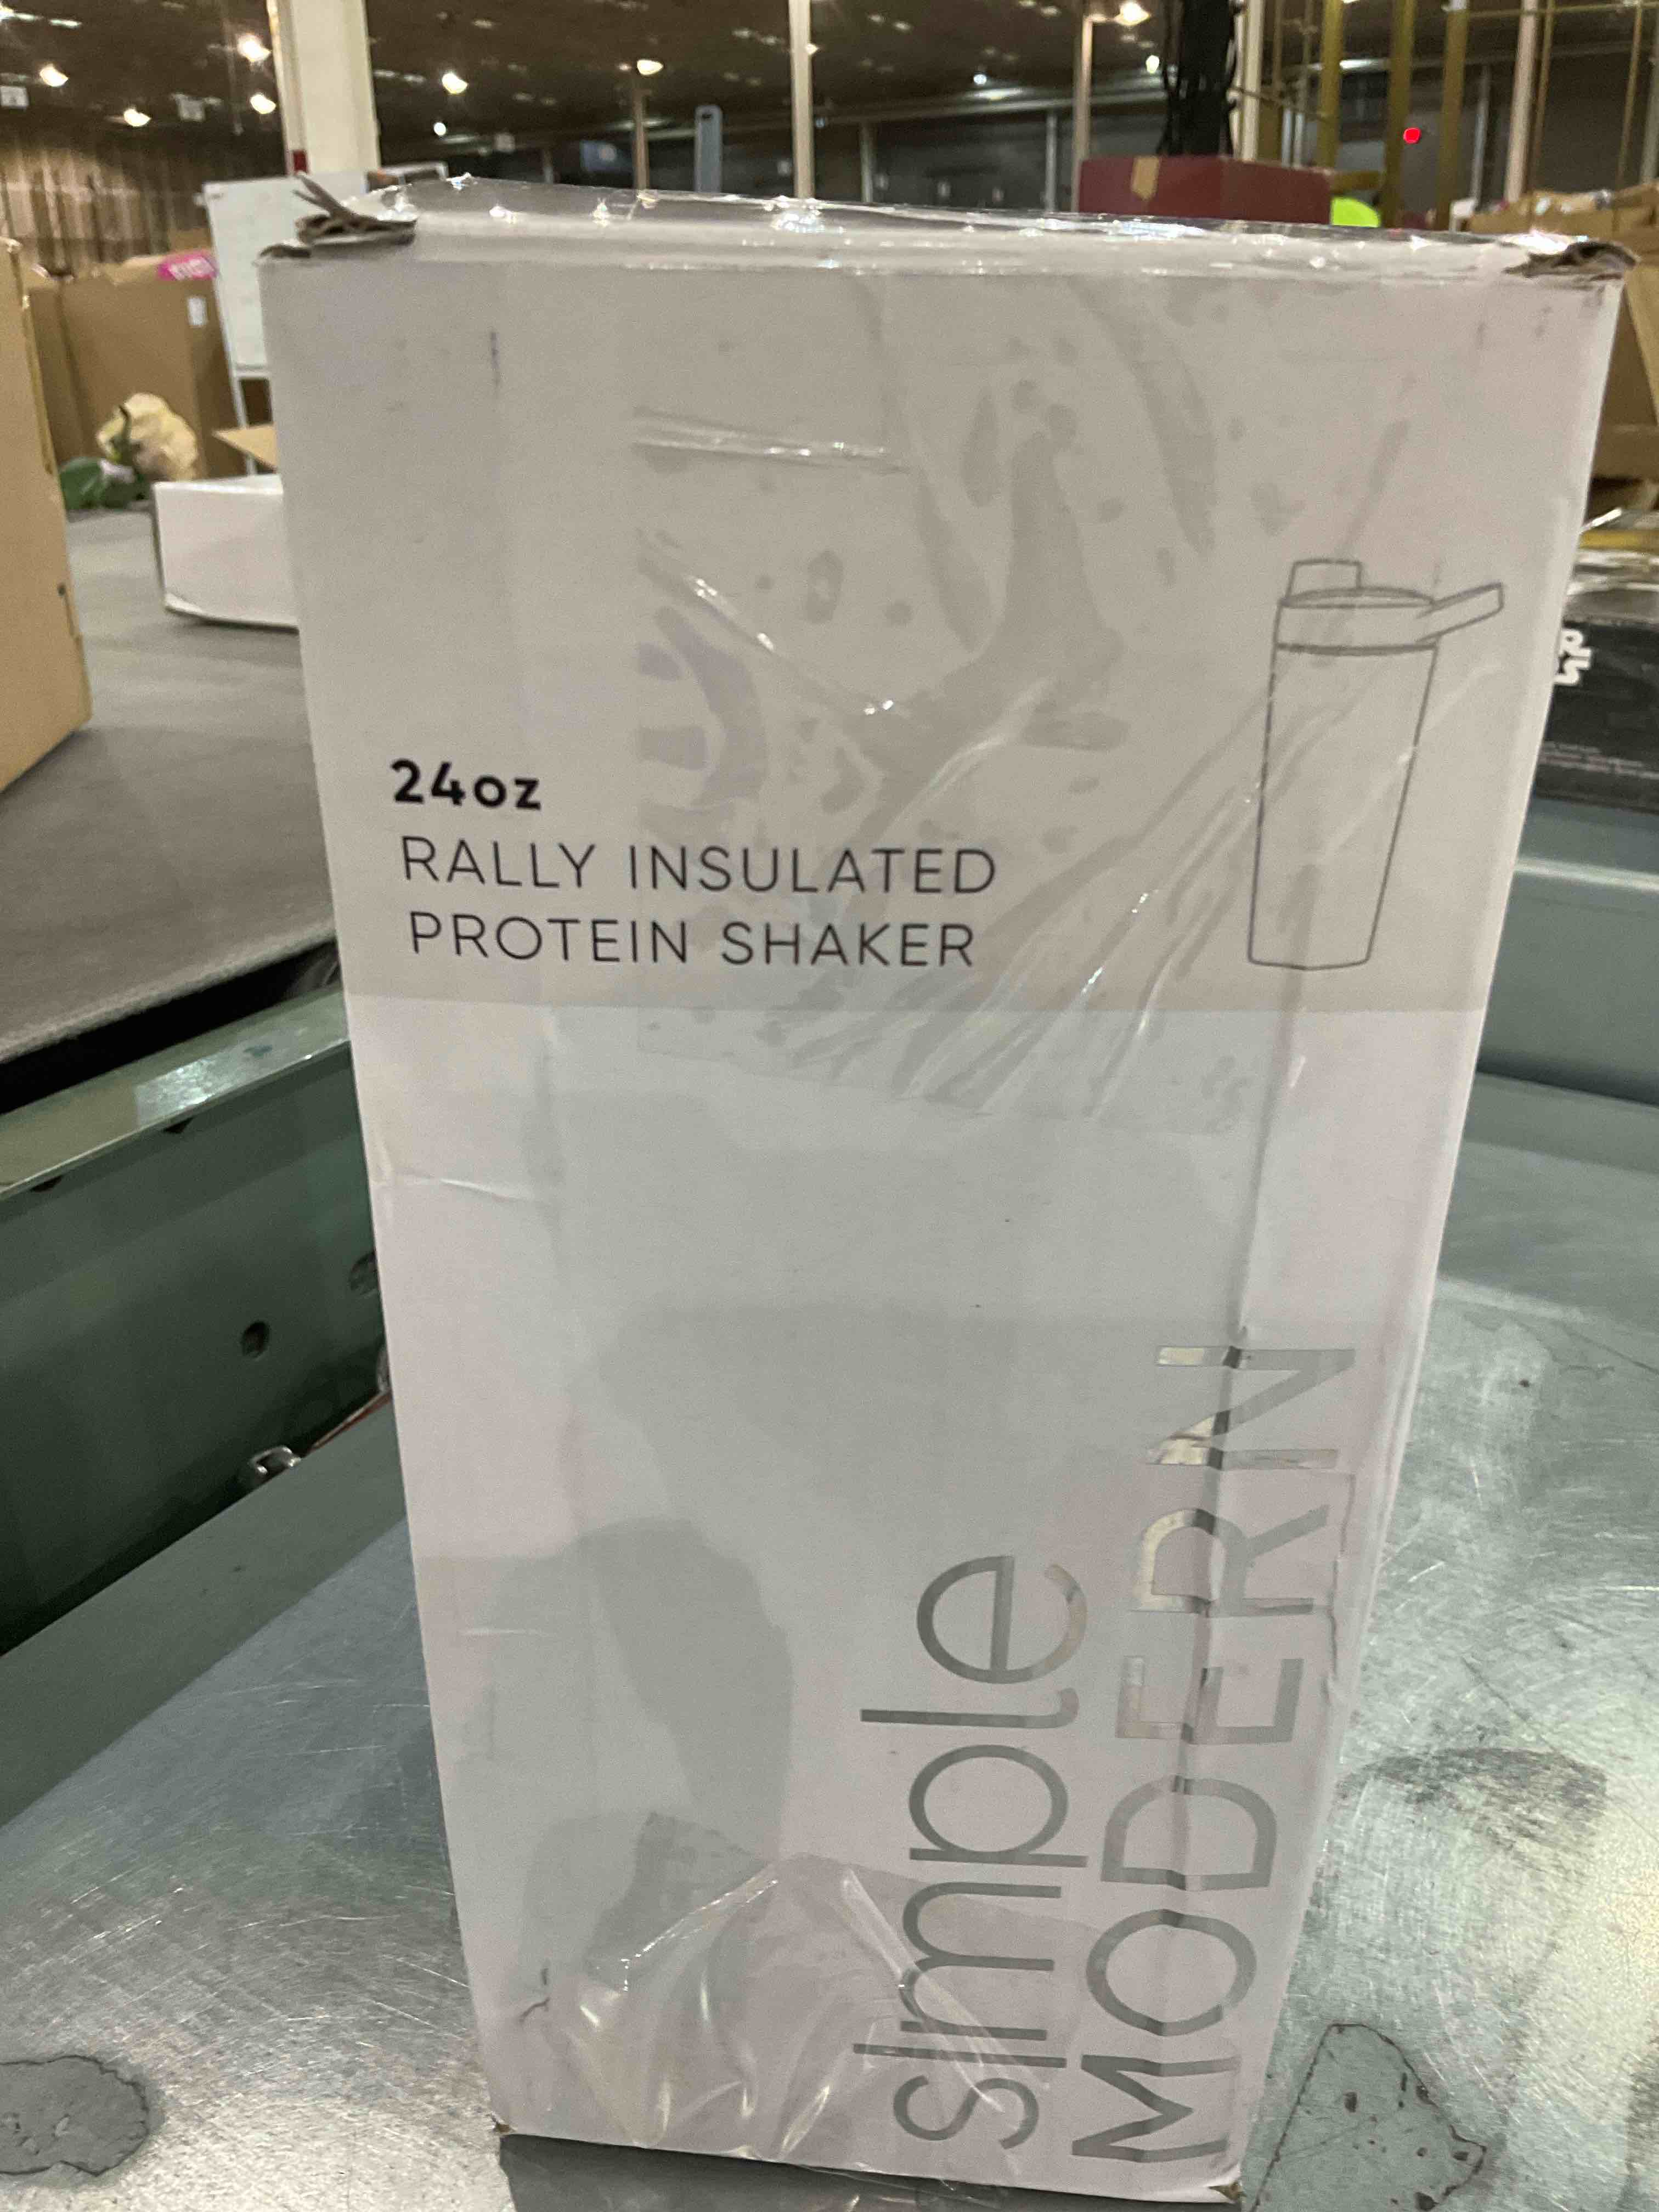 24oz
RALLY INSULATED
PROTEIN SHAKER
simple
MODERN